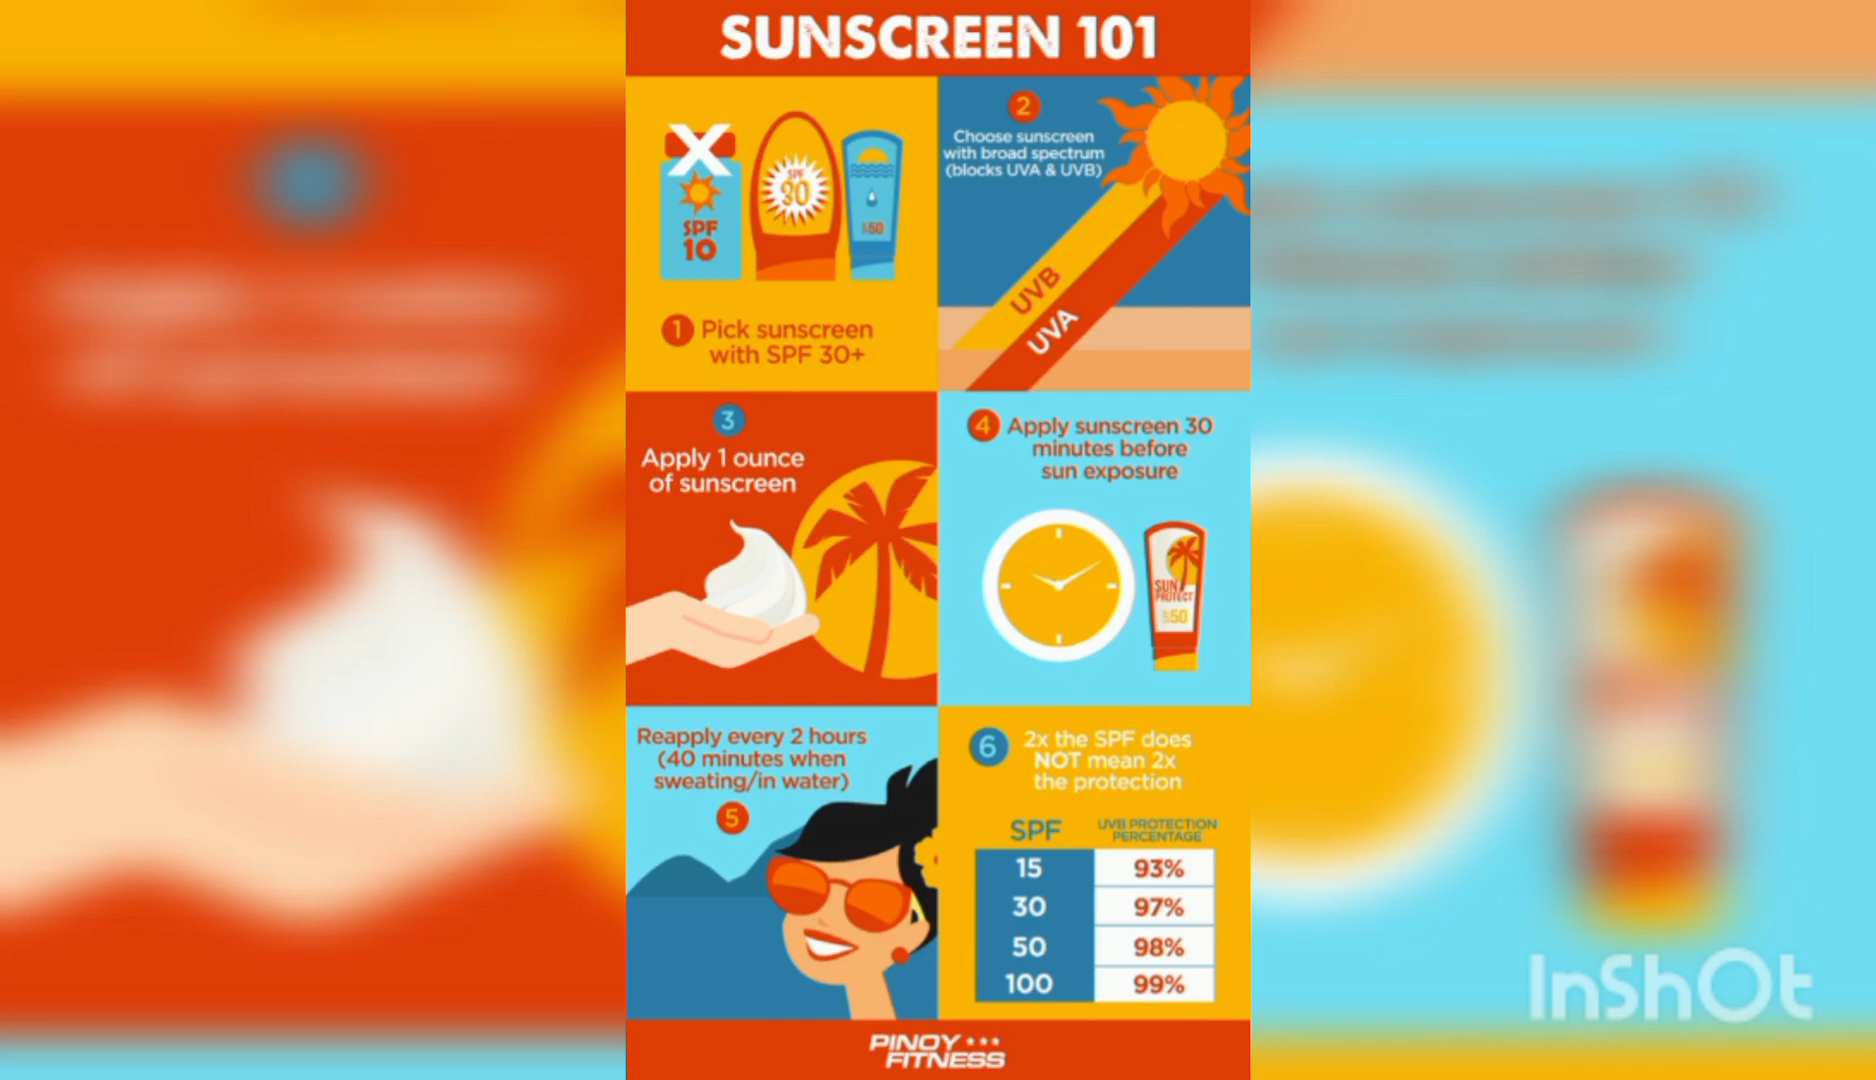 SUNSCREEN 101
SPF
10
SPF
30
50
1 Pick sunscreen
with SPF 30+
2
Choose sunscreen
with broad spectrum
(blocks UVA & UVB)
UVB
UVA
3
Apply 1 ounce
of sunscreen
4 Apply sunscreen 30
minutes before
sun exposure
SUN
PROTECT
50
Reapply every 2 hours
(40 minutes when
sweating/in water)
5
6 2x the SPF does
NOT mean 2x
the protection
SPF UVB PROTECTION
PERCENTAGE
15 93%
30 97%
50 98%
100 99%
PINOY
FITNESS
InShOt